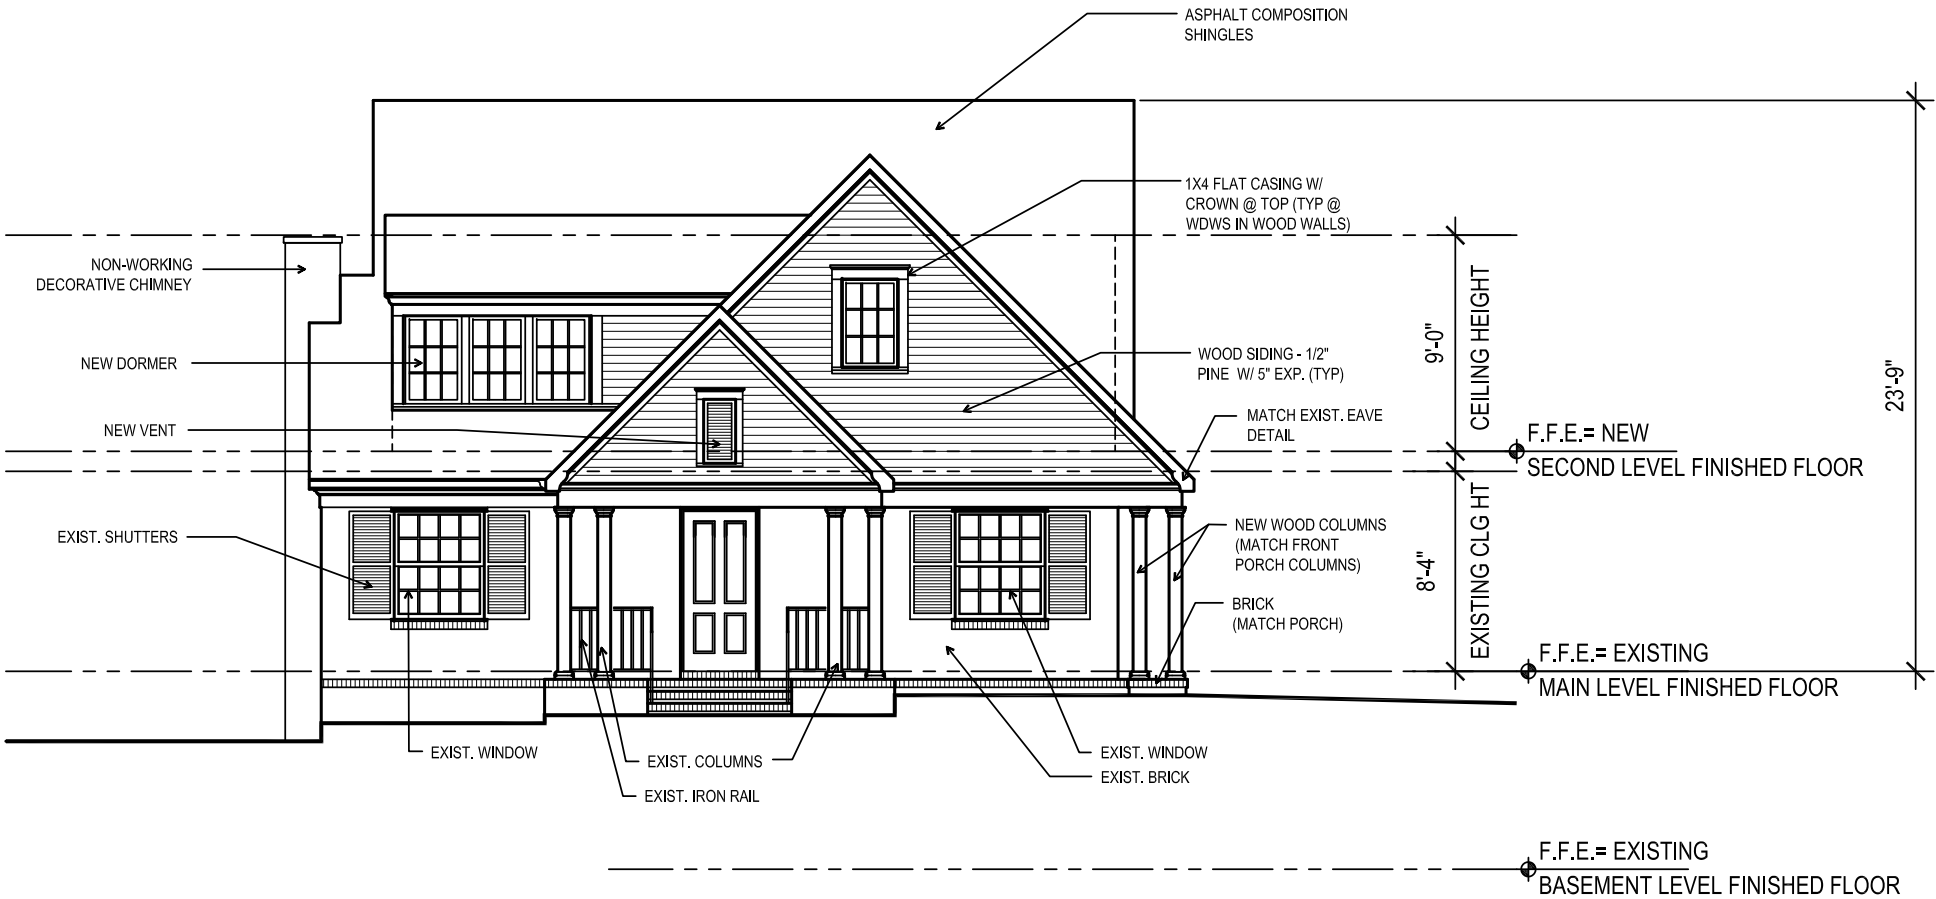 ASPHALT COMPOSITION
SHINGLES
1X4 FLAT CASING W/
CROWN @ TOP (TYP @
WDWS IN WOOD WALLS)
NON-WORKING
DECORATIVE CHIMNEY
9'-0"
CEILING HEIGHT
23'-9"
NEW DORMER
WOOD SIDING - 1/2"
PINE W/ 5" EXP. (TYP)
NEW VENT
MATCH EXIST. EAVE
DETAIL
F.F.E.= NEW
SECOND LEVEL FINISHED FLOOR
EXIST. SHUTTERS
NEW WOOD COLUMNS
(MATCH FRONT
PORCH COLUMNS)
8'-4"
EXISTING CLG HT
BRICK
(MATCH PORCH)
F.F.E.= EXISTING
MAIN LEVEL FINISHED FLOOR
EXIST. WINDOW
EXIST. COLUMNS
EXIST. IRON RAIL
EXIST. WINDOW
EXIST. BRICK
F.F.E.= EXISTING
BASEMENT LEVEL FINISHED FLOOR